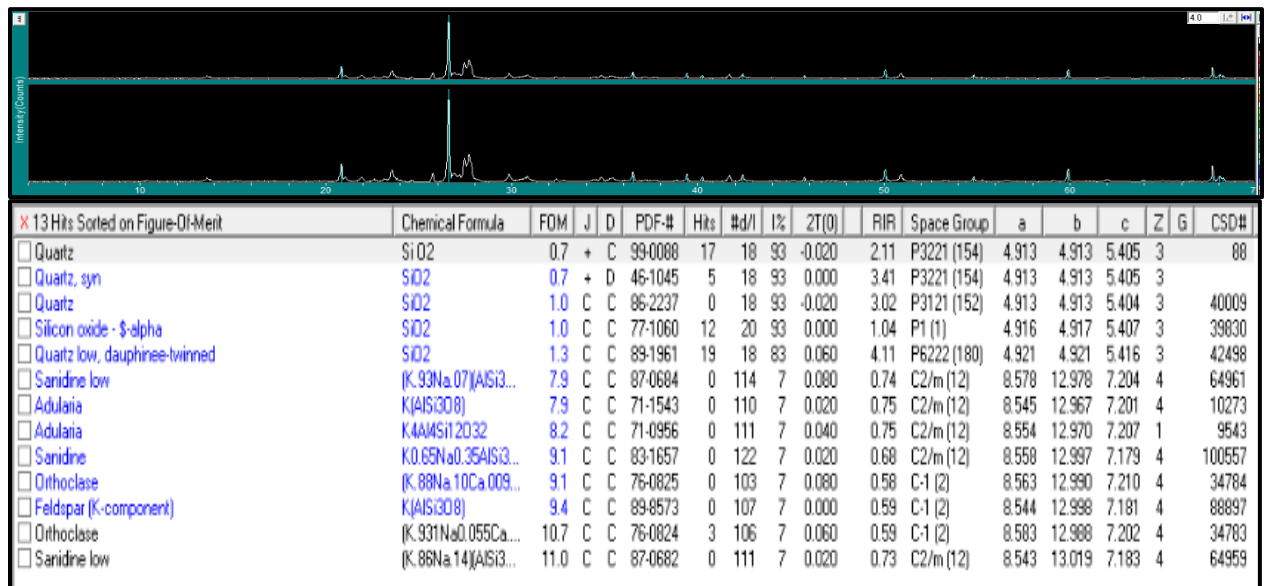 4.0
Intensity(Counts)
10 20 30 40 50 60 7
X 13 Hits Sorted on Figure-Of-Merit Chemical Formula FOM J D PDF-# Hits #d/I I% 2T(0) RIR Space Group a b c Z G CSD#
Quartz SiO2 0.7 + C 99-0088 17 18 93 -0.020 2.11 P3221 (154) 4.913 4.913 5.405 3 88
Quartz, syn SiO2 0.7 + D 46-1045 5 18 93 0.000 3.41 P3221 (154) 4.913 4.913 5.405 3
Quartz SiO2 1.0 C C 86-2237 0 18 93 -0.020 3.02 P3121 (152) 4.913 4.913 5.404 3 40009
Silicon oxide - $-alpha SiO2 1.0 C C 77-1060 12 20 93 0.000 1.04 P1 (1) 4.916 4.917 5.407 3 39830
Quartz low, dauphinee-twinned SiO2 1.3 C C 89-1961 19 18 83 0.060 4.11 P6222 (180) 4.921 4.921 5.416 3 42498
Sanidine low (K.93Na.07)(AlSi3... 7.9 C C 87-0684 0 114 7 0.080 0.74 C2/m (12) 8.578 12.978 7.204 4 64961
Adularia K(AlSi3O8) 7.9 C C 71-1543 0 110 7 0.020 0.75 C2/m (12) 8.545 12.967 7.201 4 10273
Adularia K4Al4Si12O32 8.2 C C 71-0956 0 111 7 0.040 0.75 C2/m (12) 8.554 12.970 7.207 1 9543
Sanidine K0.65Na0.35AlSi3... 9.1 C C 83-1657 0 122 7 0.020 0.68 C2/m (12) 8.558 12.997 7.179 4 100557
Orthoclase (K.88Na.10Ca.009... 9.1 C C 76-0825 0 103 7 0.080 0.58 C-1 (2) 8.563 12.990 7.210 4 34784
Feldspar (K-component) K(AlSi3O8) 9.4 C C 89-8573 0 107 7 0.000 0.59 C-1 (2) 8.544 12.998 7.181 4 88897
Orthoclase (K.931Na0.055Ca.... 10.7 C C 76-0824 3 106 7 0.060 0.59 C-1 (2) 8.583 12.988 7.202 4 34783
Sanidine low (K.86Na.14)(AlSi3... 11.0 C C 87-0682 0 111 7 0.020 0.73 C2/m (12) 8.543 13.019 7.183 4 64959